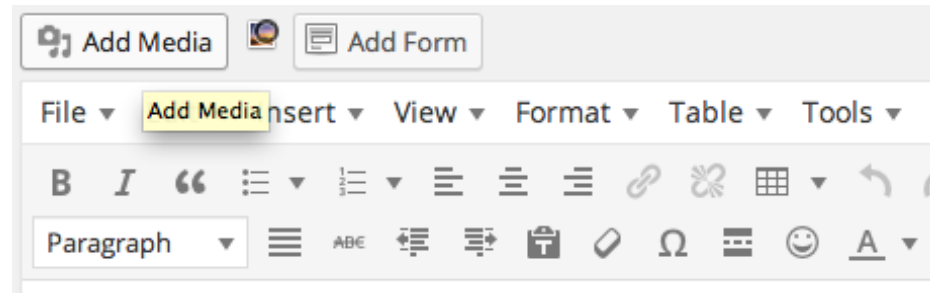 Add Media Add Form
File Add Media nsert View Format Table Tools
B I
Paragraph ABC Ω A